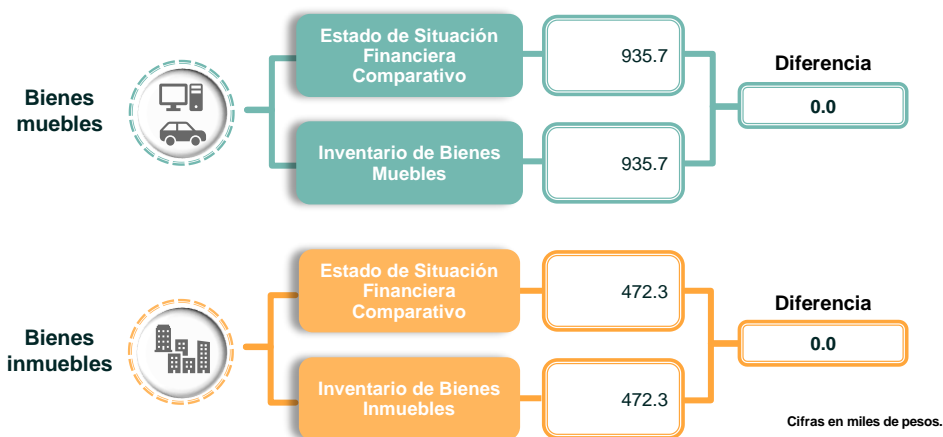 Bienes
muebles
Estado de Situación
Financiera
Comparativo
935.7
Inventario de Bienes
Muebles
935.7
Diferencia
0.0
Bienes
inmuebles
Estado de Situación
Financiera
Comparativo
472.3
Inventario de Bienes
Inmuebles
472.3
Diferencia
0.0
Cifras en miles de pesos.